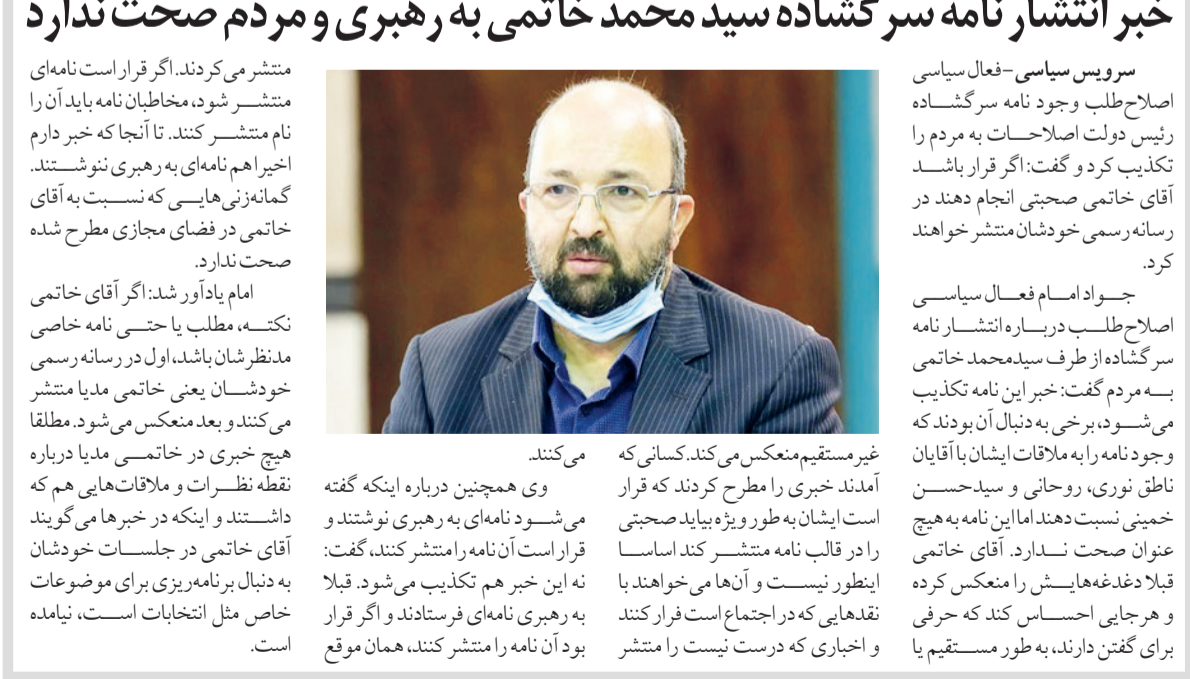 خبر انتشار نامه سرگشاده سید محمد خاتمی به رهبری و مردم صحت ندارد
سرویس سیاسی – فعال سیاسی
اصلاح‌طلب وجود نامه سرگشاده
رئیس دولت اصلاحات به مردم را
تکذیب کرد و گفت: اگر قرار باشد
آقای خاتمی صحبتی انجام دهند در
رسانه رسمی خودشان منتشر خواهند
کرد.
جواد امام فعال سیاسی
اصلاح‌طلب درباره انتشار نامه
سرگشاده از طرف سیدمحمد خاتمی
به مردم گفت: خبر این نامه تکذیب
می‌شود، برخی به دنبال آن بودند که
وجود نامه را به ملاقات ایشان با آقایان
ناطق نوری، روحانی و سیدحسن
خمینی نسبت دهند اما این نامه به هیچ
عنوان صحت ندارد. آقای خاتمی
قبلا دغدغه‌هایش را منعکس کرده
و هرجایی احساس کند که حرفی
برای گفتن دارند، به طور مستقیم یا
غیرمستقیم منعکس می‌کند. کسانی که
آمدند خبری را مطرح کردند که قرار
است ایشان به طور ویژه بیاید صحبتی
را در قالب نامه منتشر کند اساسا
اینطور نیست و آن‌ها می‌خواهند با
نقدهایی که در اجتماع است فرار کنند
و اخباری که درست نیست را منتشر
می‌کنند.
وی همچنین درباره اینکه گفته
می‌شود نامه‌ای به رهبری نوشتند و
قرار است آن نامه را منتشر کنند، گفت:
نه این خبر هم تکذیب می‌شود. قبلا
به رهبری نامه‌ای فرستادند و اگر قرار
بود آن نامه را منتشر کنند، همان موقع
منتشر می‌کردند. اگر قرار است نامه‌ای
منتشر شود، مخاطبان نامه باید آن را
نام منتشر کنند. تا آنجا که خبر دارم
اخیرا هم نامه‌ای به رهبری ننوشتند.
گمانه‌زنی‌هایی که نسبت به آقای
خاتمی در فضای مجازی مطرح شده
صحت ندارد.
امام یادآور شد: اگر آقای خاتمی
نکته، مطلب یا حتی نامه خاصی
مدنظرشان باشد، اول در رسانه رسمی
خودشان یعنی خاتمی مدیا منتشر
می‌کنند و بعد منعکس می‌شود. مطلقا
هیچ خبری در خاتمی مدیا درباره
نقطه نظرات و ملاقات‌هایی هم که
داشتند و اینکه در خبرها می‌گویند
آقای خاتمی در جلسات خودشان
به دنبال برنامه‌ریزی برای موضوعات
خاص مثل انتخابات است، نیامده
است.